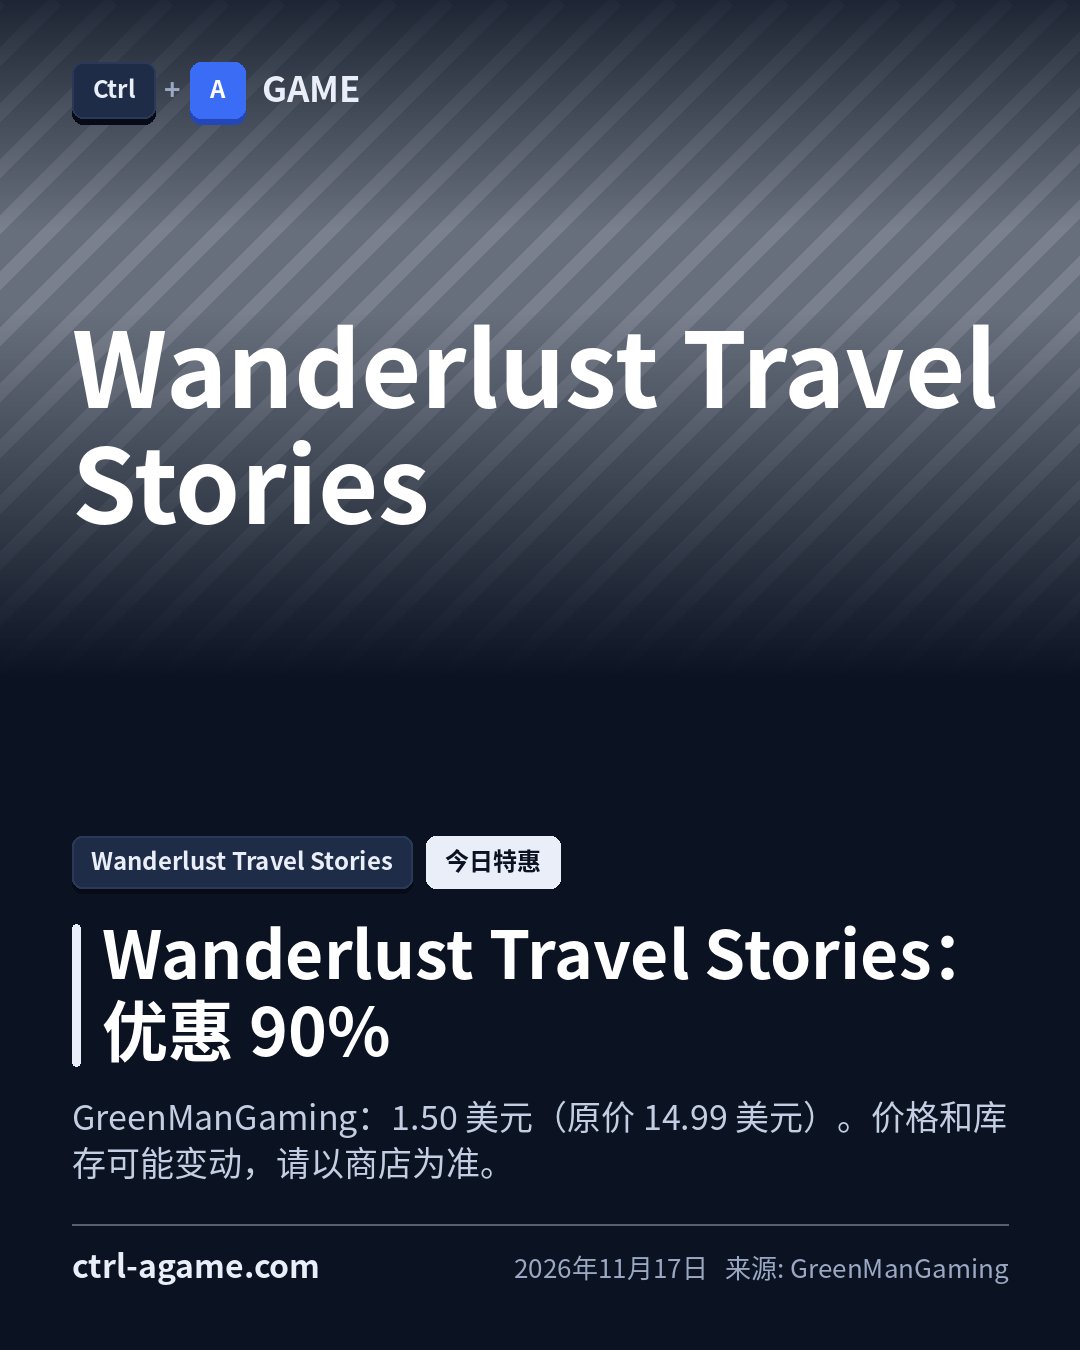 Ctrl + A GAME
Wanderlust Travel
Stories
Wanderlust Travel Stories 今日特惠
Wanderlust Travel Stories：
优惠 90%
GreenManGaming：1.50 美元（原价 14.99 美元）。价格和库
存可能变动，请以商店为准。
ctrl-agame.com 2026年11月17日 来源: GreenManGaming